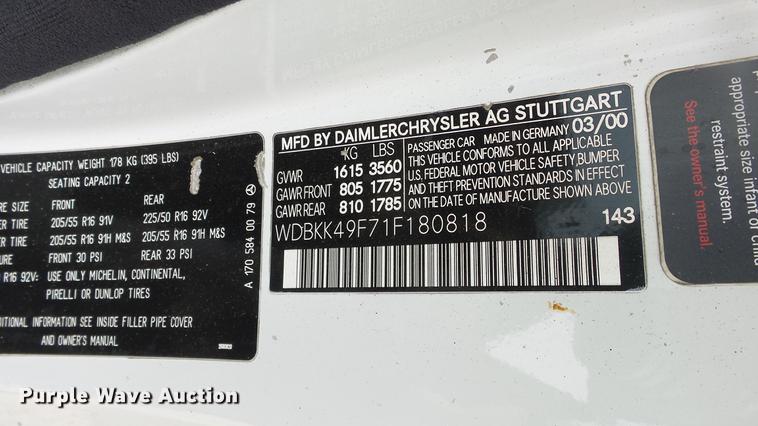 VEHICLE CAPACITY WEIGHT 178 KG (395 LBS)
SEATING CAPACITY 2
RE SIZE FRONT REAR
TIRE 205/55 R16 91V 225/50 R16 92V
TIRE 205/55 R16 91H M&S 205/55 R16 91H M&S
PRESSURE FRONT 30 PSI REAR 33 PSI
R16 92V: USE ONLY MICHELIN, CONTINENTAL,
PIRELLI OR DUNLOP TIRES
ITIONAL INFORMATION SEE INSIDE FILLER PIPE COVER
AND OWNER'S MANUAL
A 170 584 00 79
MFD BY DAIMLERCHRYSLER AG STUTTGART
KG LBS
GVWR 1615 3560
GAWR FRONT 805 1775
GAWR REAR 810 1785
PASSENGER CAR MADE IN GERMANY 03/00
THIS VEHICLE CONFORMS TO ALL APPLICABLE
U.S. FEDERAL MOTOR VEHICLE SAFETY, BUMPER
AND THEFT PREVENTION STANDARDS IN EFFECT
ON THE DATE OF MANUFACTURE SHOWN ABOVE
WDBKK49F71F180818 143
infant
appropriate size
restraint system.
See the owner's manual.
Purple Wave Auction